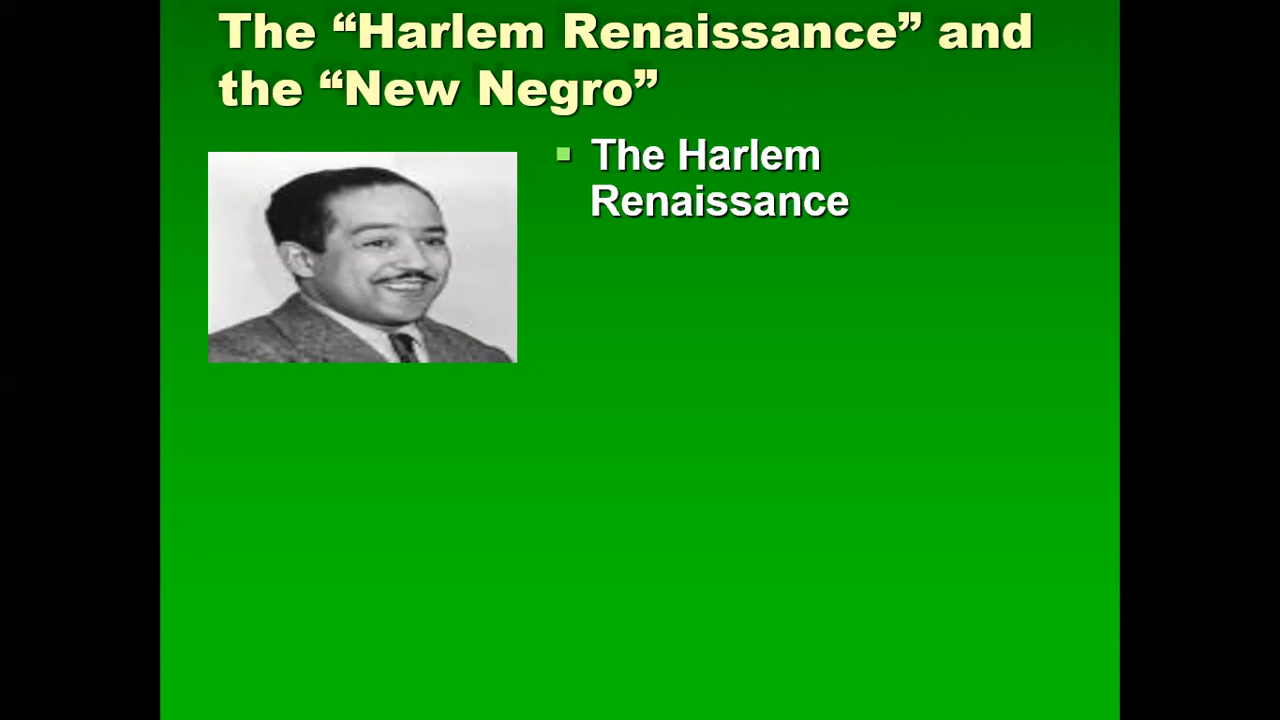 The “Harlem Renaissance” and
the “New Negro”
The Harlem
Renaissance